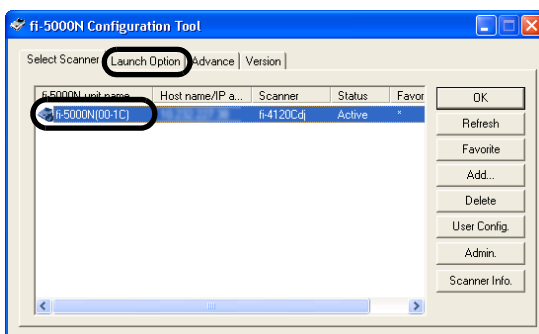 fi-5000N Configuration Tool
Select Scanner Launch Option Advance Version
fi-5000N unit name Host name/IP a... Scanner Status Favor
fi-5000N(00-1C) fi-4120Cdj Active *
OK
Refresh
Favorite
Add...
Delete
User Config.
Admin.
Scanner Info.